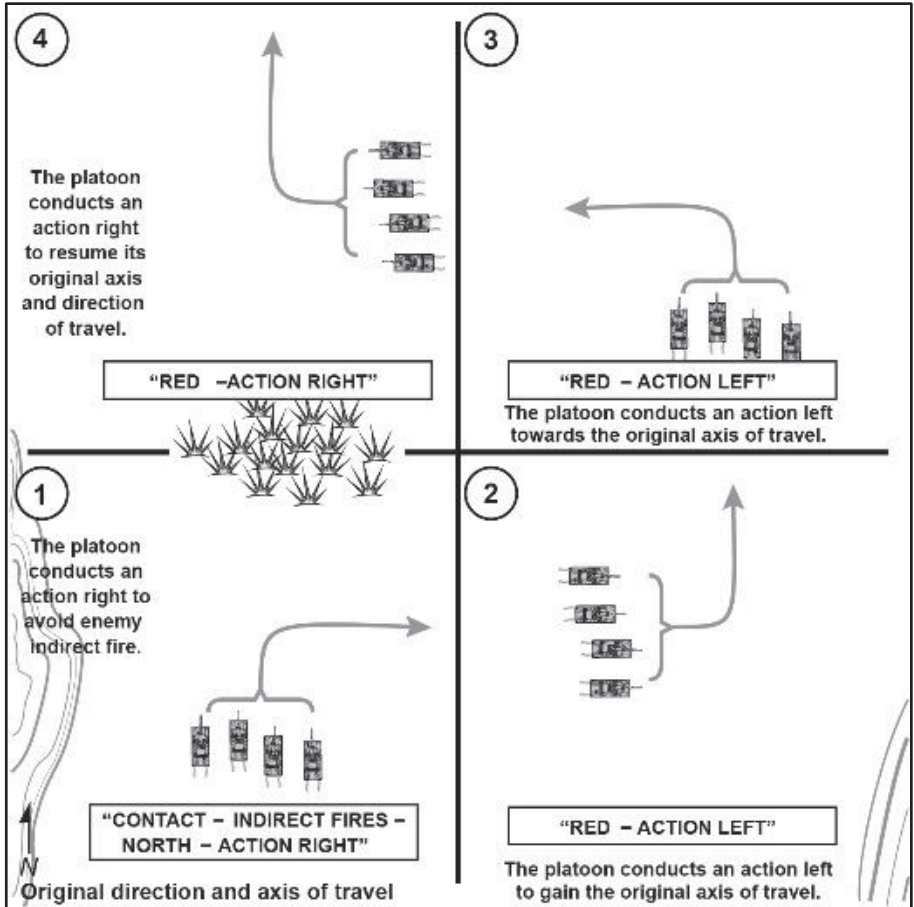 4
The platoon
conducts an
action right
to resume its
original axis
and direction
of travel.
"RED –ACTION RIGHT"
3
"RED – ACTION LEFT"
The platoon conducts an action left
towards the original axis of travel.
1
The platoon
conducts an
action right to
avoid enemy
indirect fire.
"CONTACT – INDIRECT FIRES –
NORTH – ACTION RIGHT"
N
Original direction and axis of travel
2
"RED – ACTION LEFT"
The platoon conducts an action left
to gain the original axis of travel.